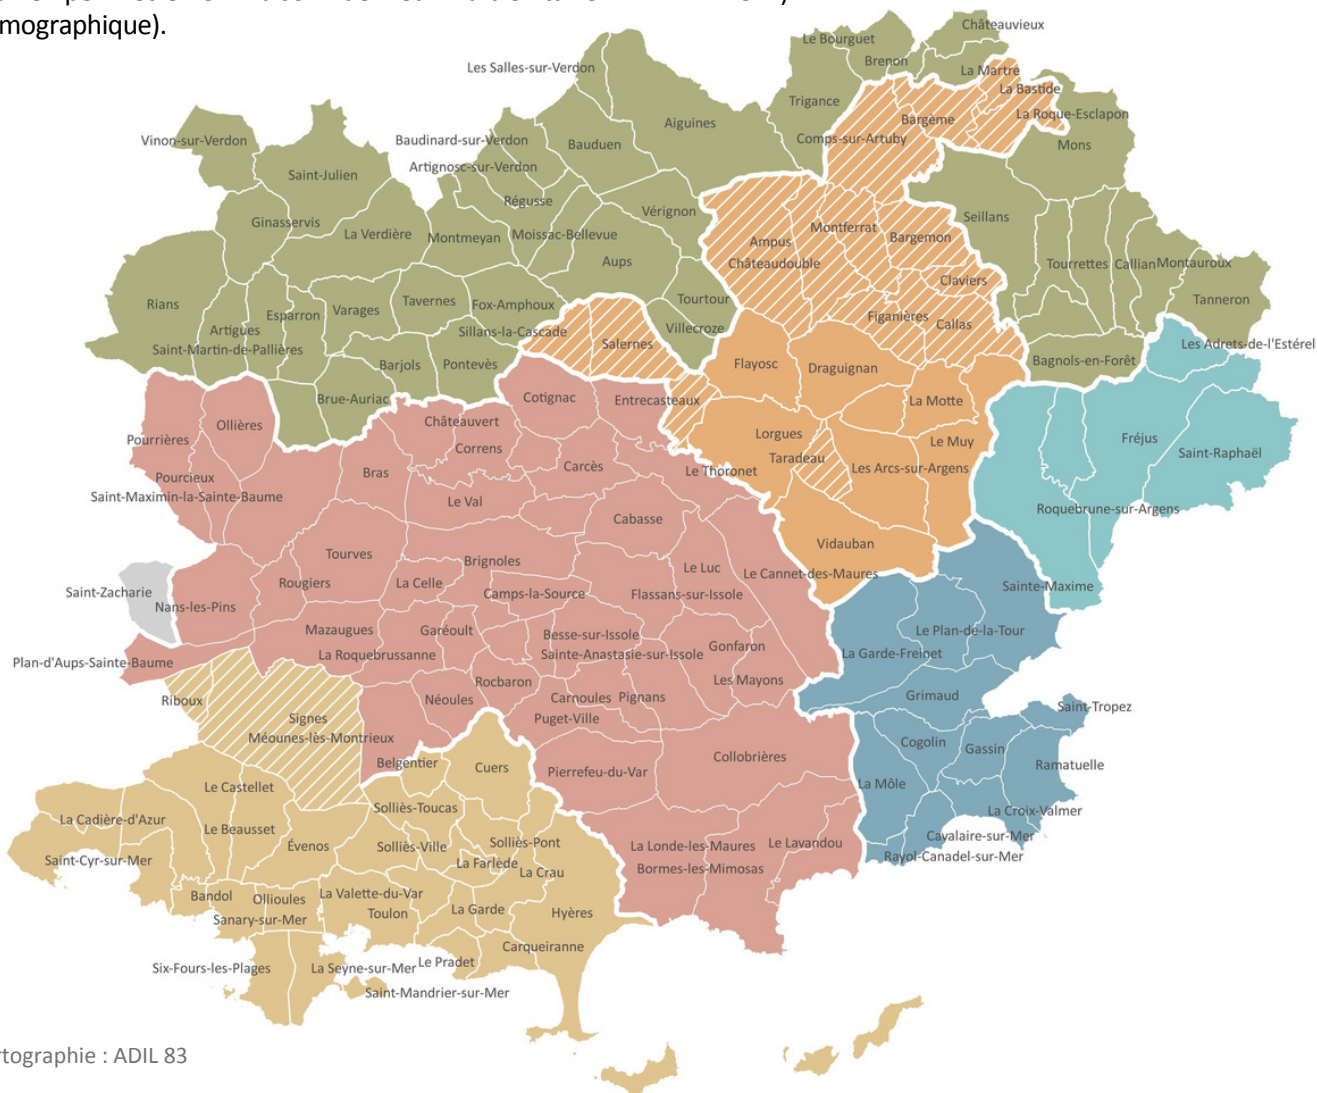 mographique).
Châteauvieux
Le Bourguet
Brenon
Les Salles-sur-Verdon
La Martre
La Bastide
Trigance
La Roque-Esclapon
Aiguines
Bargème
Vinon-sur-Verdon
Baudinard-sur-Verdon
Bauduen
Comps-sur-Artuby
Mons
Artignosc-sur-Verdon
Saint-Julien
Régusse
Vérignon
Seillans
Ginasservis
La Verdière
Montmeyan
Moissac-Bellevue
Montferrat
Bargemon
Ampus
Aups
Châteaudouble
Tourrettes
Callian
Montauroux
Claviers
Rians
Tavernes
Fox-Amphoux
Tourtour
Tanneron
Esparron
Varages
Figanières
Callas
Artigues
Sillans-la-Cascade
Villecroze
Saint-Martin-de-Pallières
Salernes
Les Adrets-de-l'Estérel
Barjols
Pontevès
Flayosc
Draguignan
Bagnols-en-Forêt
Brue-Auriac
Cotignac
Entrecasteaux
La Motte
Ollières
Châteauvert
Pourrières
Correns
Lorgues
Le Muy
Fréjus
Saint-Raphaël
Taradeau
Carcès
Les Arcs-sur-Argens
Bras
Le Thoronet
Pourcieux
Saint-Maximin-la-Sainte-Baume
Le Val
Roquebrune-sur-Argens
Cabasse
Vidauban
Tourves
Brignoles
Le Luc
Le Cannet-des-Maures
Rougiers
La Celle
Sainte-Maxime
Saint-Zacharie
Camps-la-Source
Flassans-sur-Issole
Nans-les-Pins
Mazaugues
Garéoult
Besse-sur-Issole
Le Plan-de-la-Tour
Gonfaron
La Roquebrussanne
Sainte-Anastasie-sur-Issole
La Garde-Freinet
Plan-d'Aups-Sainte-Baume
Rocbaron
Les Mayons
Riboux
Néoules
Carnoules
Pignans
Grimaud
Saint-Tropez
Signes
Puget-Ville
Méounes-lès-Montrieux
Cogolin
Gassin
Belgentier
Cuers
Pierrefeu-du-Var
Collobrières
Ramatuelle
Le Castellet
La Môle
Solliès-Toucas
La Croix-Valmer
La Cadière-d'Azur
Le Beausset
Cavalaire-sur-Mer
Évenos
Solliès-Ville
Solliès-Pont
La Londe-les-Maures
Le Lavandou
Saint-Cyr-sur-Mer
La Farlède
Rayol-Canadel-sur-Mer
La Crau
Bormes-les-Mimosas
Bandol
Ollioules
La Valette-du-Var
Sanary-sur-Mer
Toulon
La Garde
Hyères
Carqueiranne
Six-Fours-les-Plages
La Seyne-sur-Mer
Le Pradet
Saint-Mandrier-sur-Mer
rtographie : ADIL 83